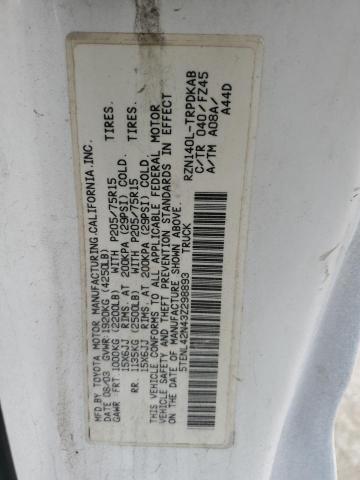 MFD BY: TOYOTA MOTOR MANUFACTURING, CALIFORNIA, INC.
DATE: 08/03 GVWR: 1920KG (4250LB)
GAWR FRT 1000KG (2200LB) WITH P205/75R15 TIRES.
15X6JJ RIMS. AT 200KPA (29PSI) COLD.
RR. 1135KG (2500LB) WITH P205/75R15 TIRES.
15X6JJ RIMS. AT 200KPA (29PSI) COLD.
THIS VEHICLE CONFORMS TO ALL APPLICABLE FEDERAL MOTOR
VEHICLE SAFETY AND THEFT PREVENTION STANDARDS IN EFFECT
ON THE DATE OF MANUFACTURE SHOWN ABOVE.
5TENL42N43Z298893 TRUCK
RZN140L-TRPDKAB
C/TR 040/FZ45
A/TM A08A/
A44D